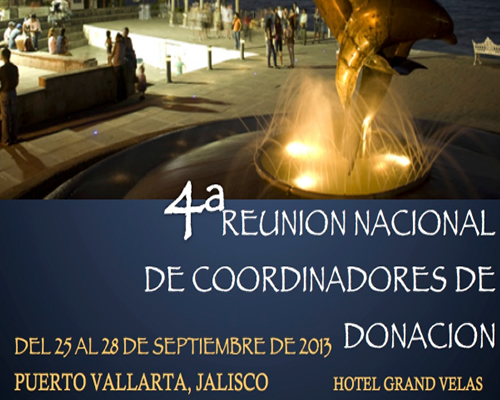 4a REUNION NACIONAL
DE COORDINADORES DE
DONACION
DEL 25 AL 28 DE SEPTIEMBRE DE 2013
PUERTO VALLARTA, JALISCO
HOTEL GRAND VELAS